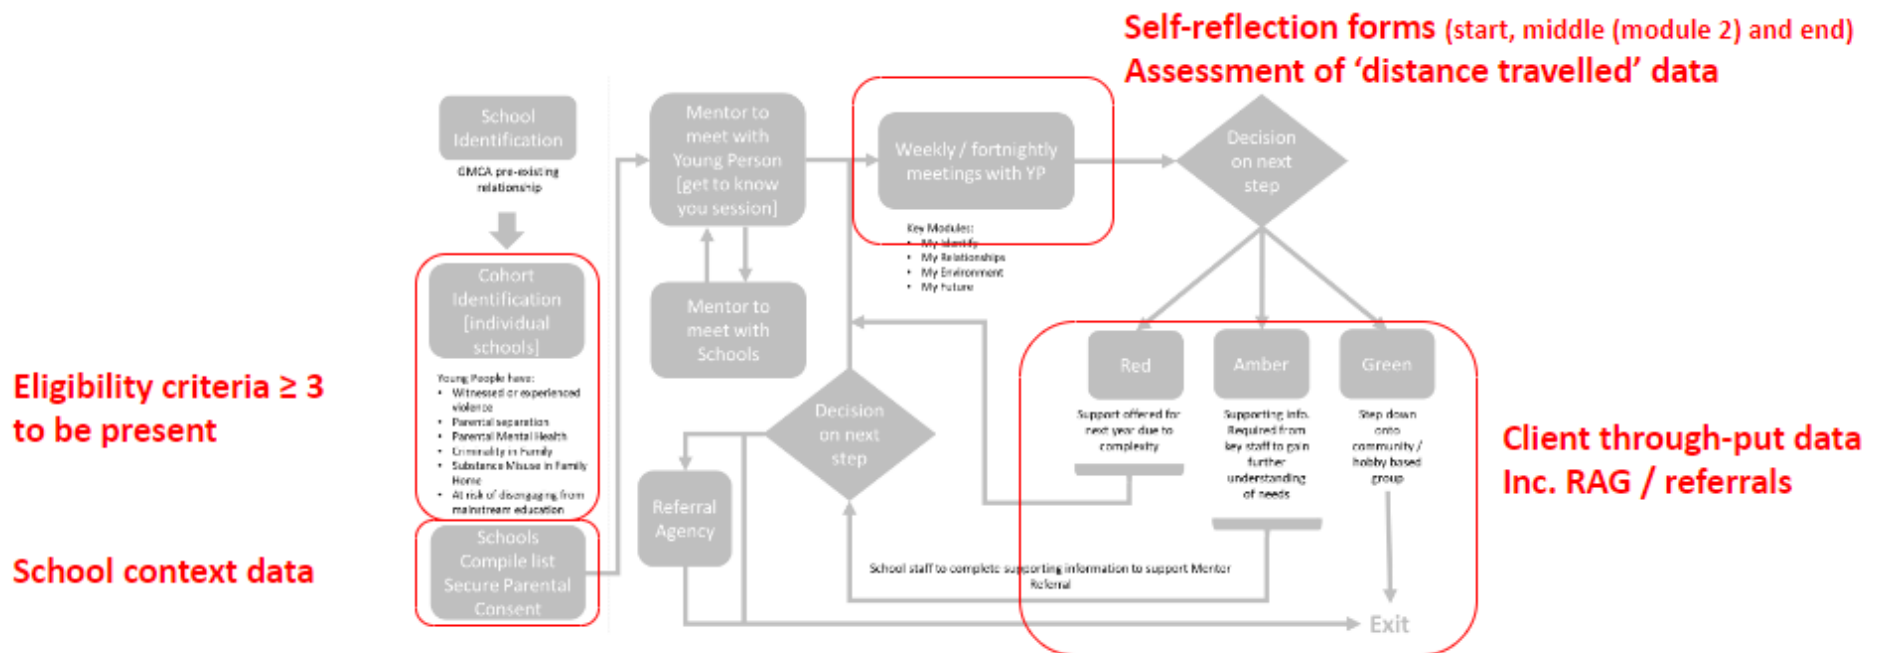 Self-reflection forms (start, middle (module 2) and end)
Assessment of ‘distance travelled’ data
School
Identification
GMCA pre-existing
relationship
Cohort
Identification
[individual
schools]
Young People have:
• Witnessed or experienced
violence
• Parental separation
• Parental Mental Health
• Criminality in Family
• Substance Misuse in Family
Home
• At risk of disengaging from
mainstream education
Schools
Compile list
Secure Parental
Consent
Eligibility criteria ≥ 3
to be present
School context data
Mentor to
meet with
Young Person
[get to know
you session]
Mentor to
meet with
Schools
Weekly / fortnightly
meetings with YP
Key Modules:
• My Identify
• My Relationships
• My Environment
• My Future
Decision
on next
step
Red
Support offered for
next year due to
complexity
Amber
Supporting info.
Required from
key staff to gain
further
understanding
of needs
Green
Step down
onto
community /
hobby based
group
Decision
on next
step
Referral
Agency
School staff to complete supporting information to support Mentor
Referral
Exit
Client through-put data
Inc. RAG / referrals